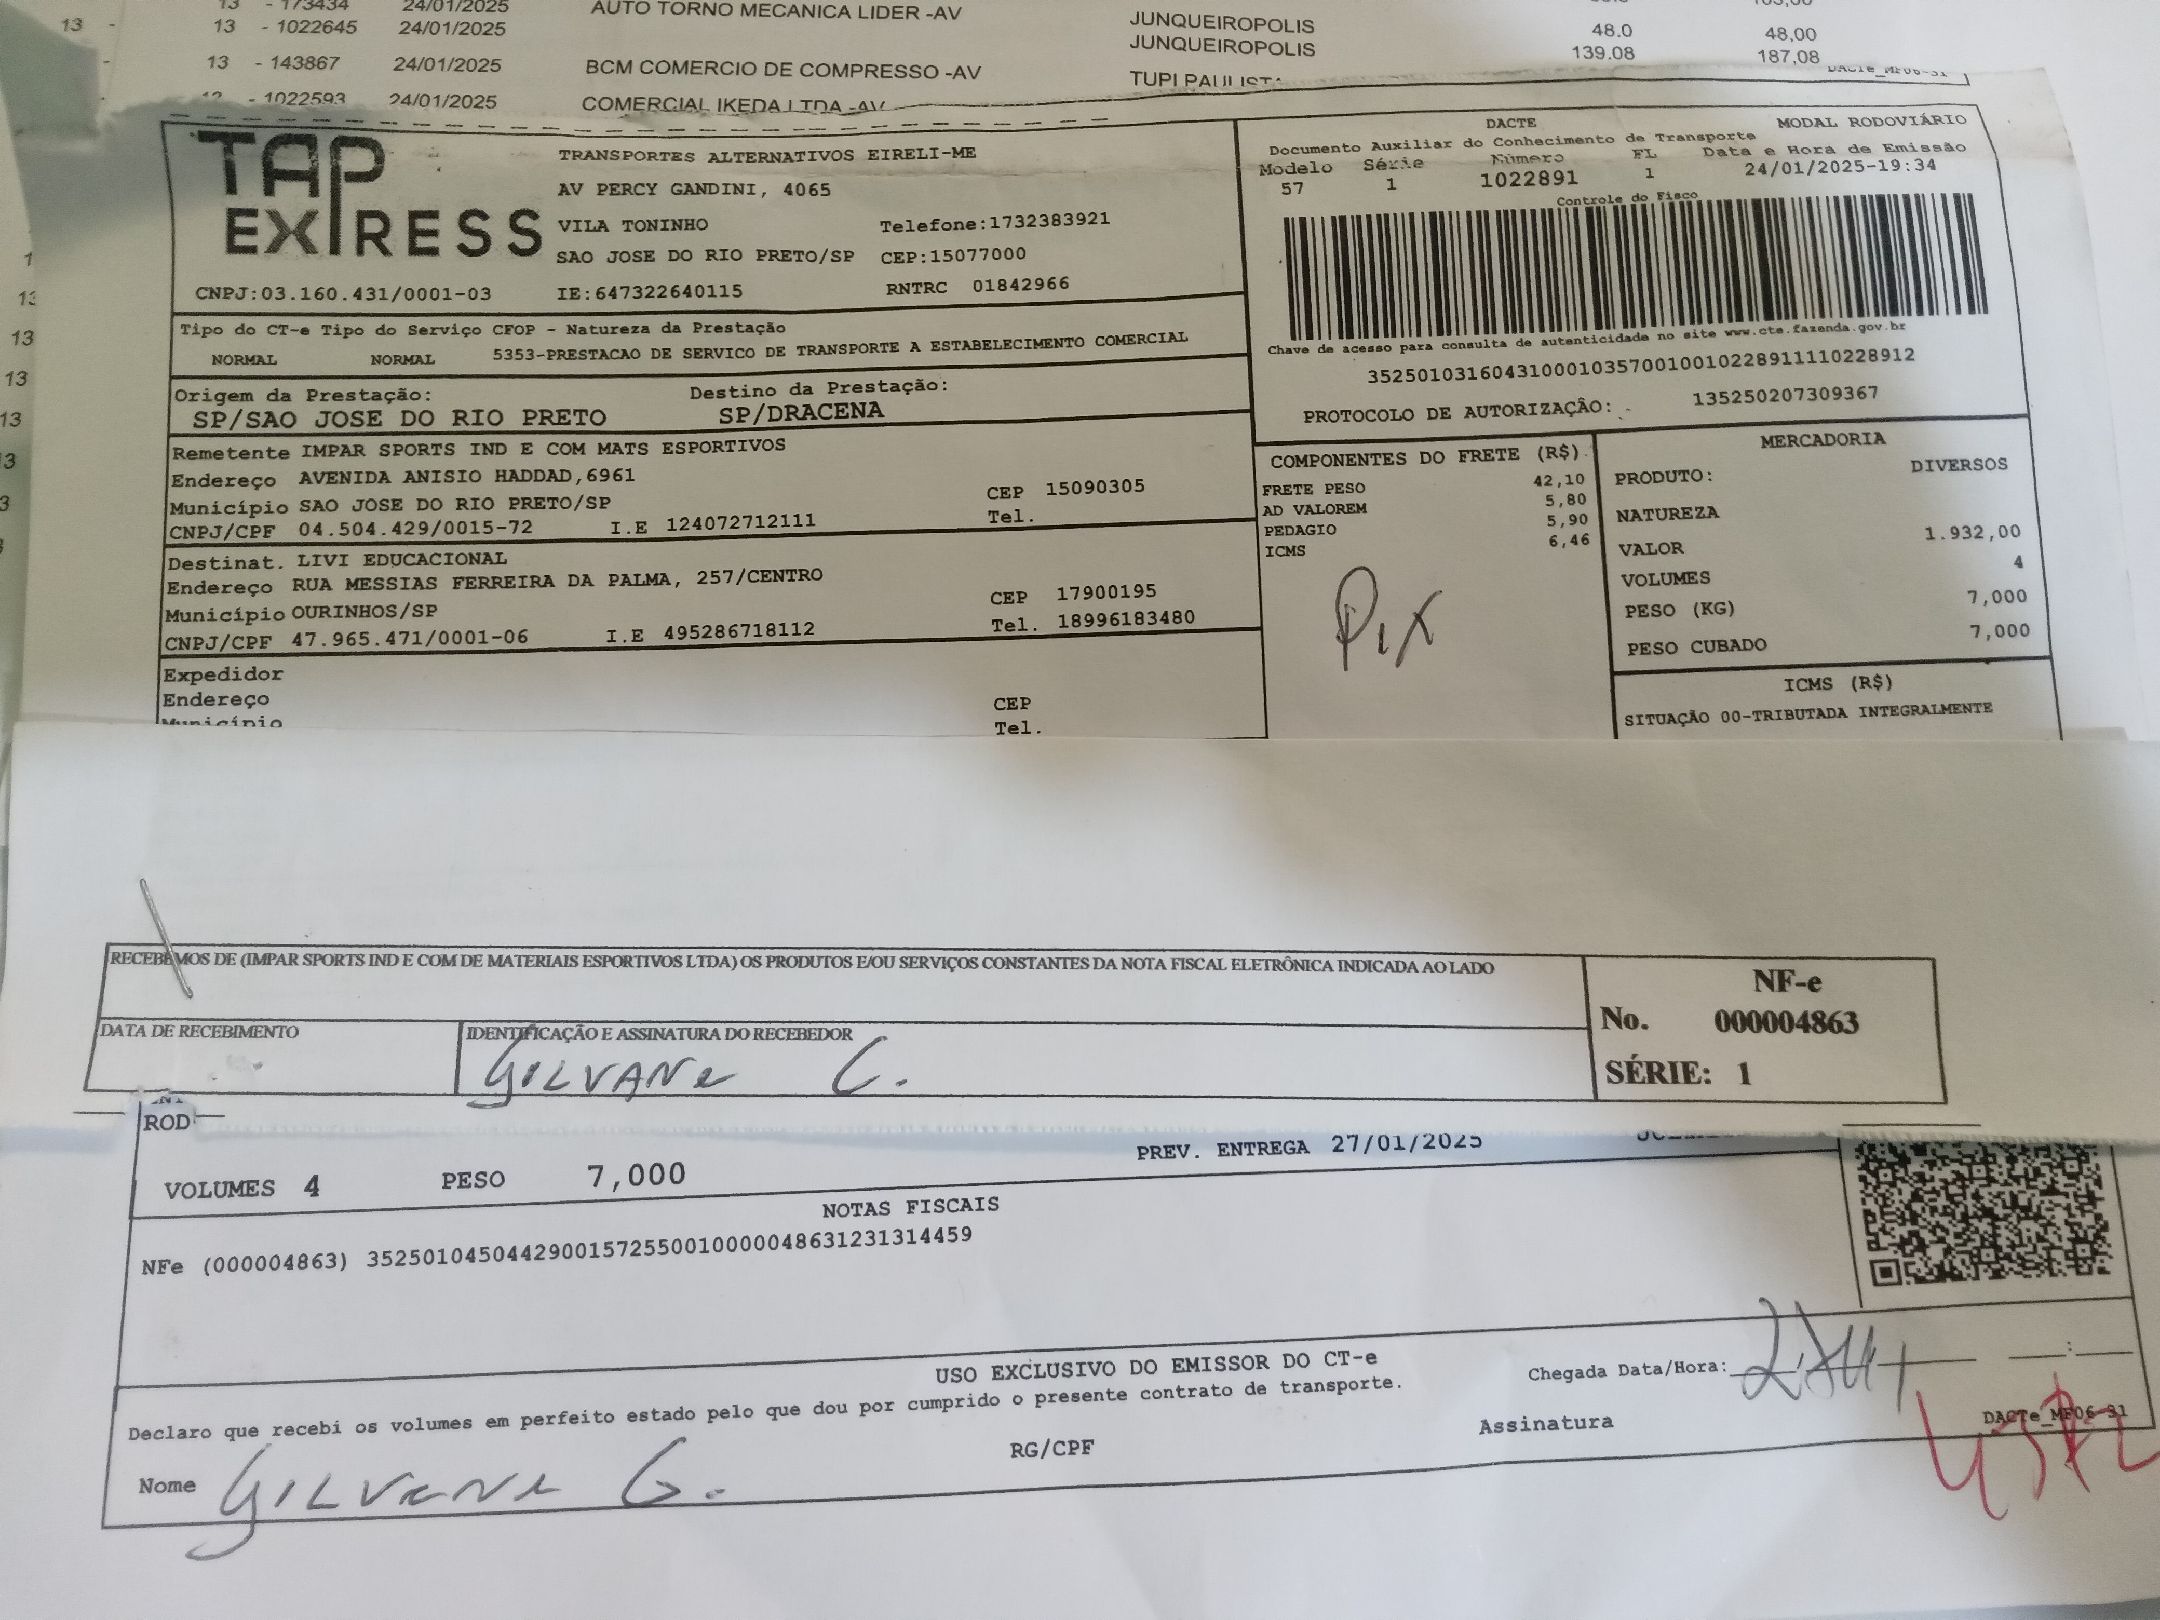 13 - 173434 24/01/2025 AUTO TORNO MECANICA LIDER -AV JUNQUEIROPOLIS
13 - 1022645 24/01/2025 JUNQUEIROPOLIS 48.0 48,00
13 - 143867 24/01/2025 BCM COMERCIO DE COMPRESSO -AV TUPI PAULISTA 139.08 187,08
- 1022593 24/01/2025 COMERCIAL IKEDA LTDA -AV
DACTe_MF06-31
TAP EXPRESS
TRANSPORTES ALTERNATIVOS EIRELI-ME
AV PERCY GANDINI, 4065
VILA TONINHO Telefone:1732383921
SAO JOSE DO RIO PRETO/SP CEP:15077000
CNPJ:03.160.431/0001-03 IE:647322640115 RNTRC 01842966
DACTE MODAL RODOVIÁRIO
Documento Auxiliar do Conhecimento de Transporte
Modelo Série Número FL Data e Hora de Emissão
57 1 1022891 1 24/01/2025-19:34
Controle do Fisco
Chave de acesso para consulta de autenticidade no site www.cte.fazenda.gov.br
35250103160431000103570010010228911110228912
PROTOCOLO DE AUTORIZAÇÃO: 135250207309367
Tipo do CT-e Tipo do Serviço CFOP - Natureza da Prestação
NORMAL NORMAL 5353-PRESTACAO DE SERVICO DE TRANSPORTE A ESTABELECIMENTO COMERCIAL
Origem da Prestação: Destino da Prestação:
SP/SAO JOSE DO RIO PRETO SP/DRACENA
Remetente IMPAR SPORTS IND E COM MATS ESPORTIVOS
Endereço AVENIDA ANISIO HADDAD,6961
Município SAO JOSE DO RIO PRETO/SP CEP 15090305
CNPJ/CPF 04.504.429/0015-72 I.E 124072712111 Tel.
Destinat. LIVI EDUCACIONAL
Endereço RUA MESSIAS FERREIRA DA PALMA, 257/CENTRO
Município OURINHOS/SP CEP 17900195
CNPJ/CPF 47.965.471/0001-06 I.E 495286718112 Tel. 18996183480
Expedidor
Endereço CEP
Município Tel.
COMPONENTES DO FRETE (R$)
FRETE PESO 42,10
AD VALOREM 5,80
PEDAGIO 5,90
ICMS 6,46
Pix
MERCADORIA
PRODUTO: DIVERSOS
NATUREZA
VALOR 1.932,00
VOLUMES 4
PESO (KG) 7,000
PESO CUBADO 7,000
ICMS (R$)
SITUAÇÃO 00-TRIBUTADA INTEGRALMENTE
RECEBEMOS DE (IMPAR SPORTS IND E COM DE MATERIAIS ESPORTIVOS LTDA) OS PRODUTOS E/OU SERVIÇOS CONSTANTES DA NOTA FISCAL ELETRÔNICA INDICADA AO LADO
NF-e
No. 000004863
SÉRIE: 1
DATA DE RECEBIMENTO IDENTIFICAÇÃO E ASSINATURA DO RECEBEDOR
GILVANE C.
ROD
PREV. ENTREGA 27/01/2025
VOLUMES 4 PESO 7,000
NOTAS FISCAIS
NFe (000004863) 35250104504429001572550010000048631231314459
USO EXCLUSIVO DO EMISSOR DO CT-e
Declaro que recebi os volumes em perfeito estado pelo que dou por cumprido o presente contrato de transporte.
Chegada Data/Hora:
Nome GILVANE G. RG/CPF Assinatura
DACTe_MF06-31